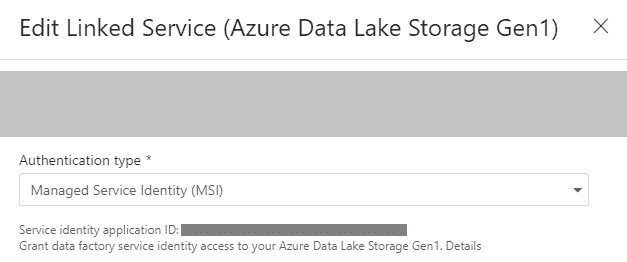 Edit Linked Service (Azure Data Lake Storage Gen1)
Authentication type *
Managed Service Identity (MSI)
Service identity application ID:
Grant data factory service identity access to your Azure Data Lake Storage Gen1. Details